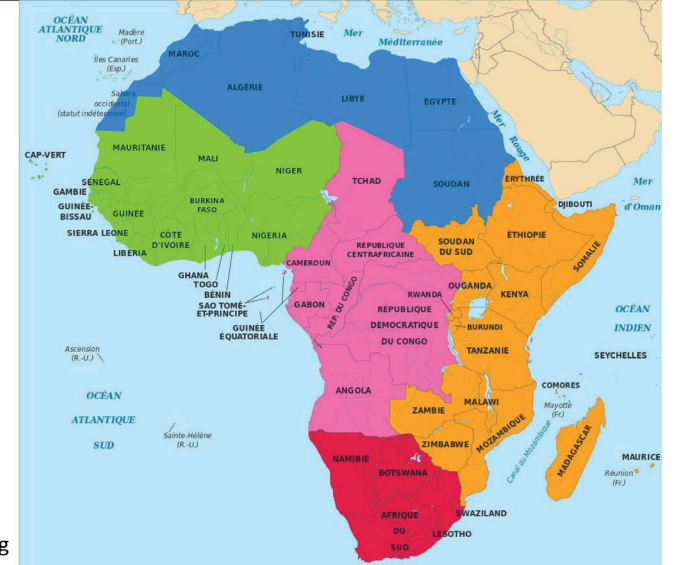 OCÉAN
ATLANTIQUE
NORD
Madère
(Port.)
Îles Canaries
(Esp.)
Sahara
occidental
(statut indéterminé)
TUNISIE
Mer
Méditerranée
MAROC
ALGÉRIE
LIBYE
ÉGYPTE
Mer
Rouge
MAURITANIE
MALI
NIGER
TCHAD
SOUDAN
ÉRYTHRÉE
CAP-VERT
SÉNÉGAL
GAMBIE
GUINÉE-
BISSAU
GUINÉE
BURKINA
FASO
SIERRA LEONE
CÔTE
D'IVOIRE
LIBERIA
NIGERIA
GHANA
TOGO
BÉNIN
SAO TOMÉ-
ET-PRINCIPE
GUINÉE
ÉQUATORIALE
CAMEROUN
RÉPUBLIQUE
CENTRAFRICAINE
SOUDAN
DU SUD
ÉTHIOPIE
DJIBOUTI
Mer
d'Oman
SOMALIE
GABON
RÉP. DU CONGO
RÉPUBLIQUE
DÉMOCRATIQUE
DU CONGO
OUGANDA
RWANDA
KENYA
BURUNDI
TANZANIE
OCÉAN
INDIEN
SEYCHELLES
Ascension
(R.-U.)
OCÉAN
ATLANTIQUE
SUD
Sainte-Hélène
(R.-U.)
ANGOLA
ZAMBIE
MALAWI
MOZAMBIQUE
COMORES
Mayotte
(Fr.)
Canal du Mozambique
MADAGASCAR
MAURICE
Réunion
(Fr.)
ZIMBABWE
NAMIBIE
BOTSWANA
SWAZILAND
AFRIQUE
DU
SUD
LESOTHO
g